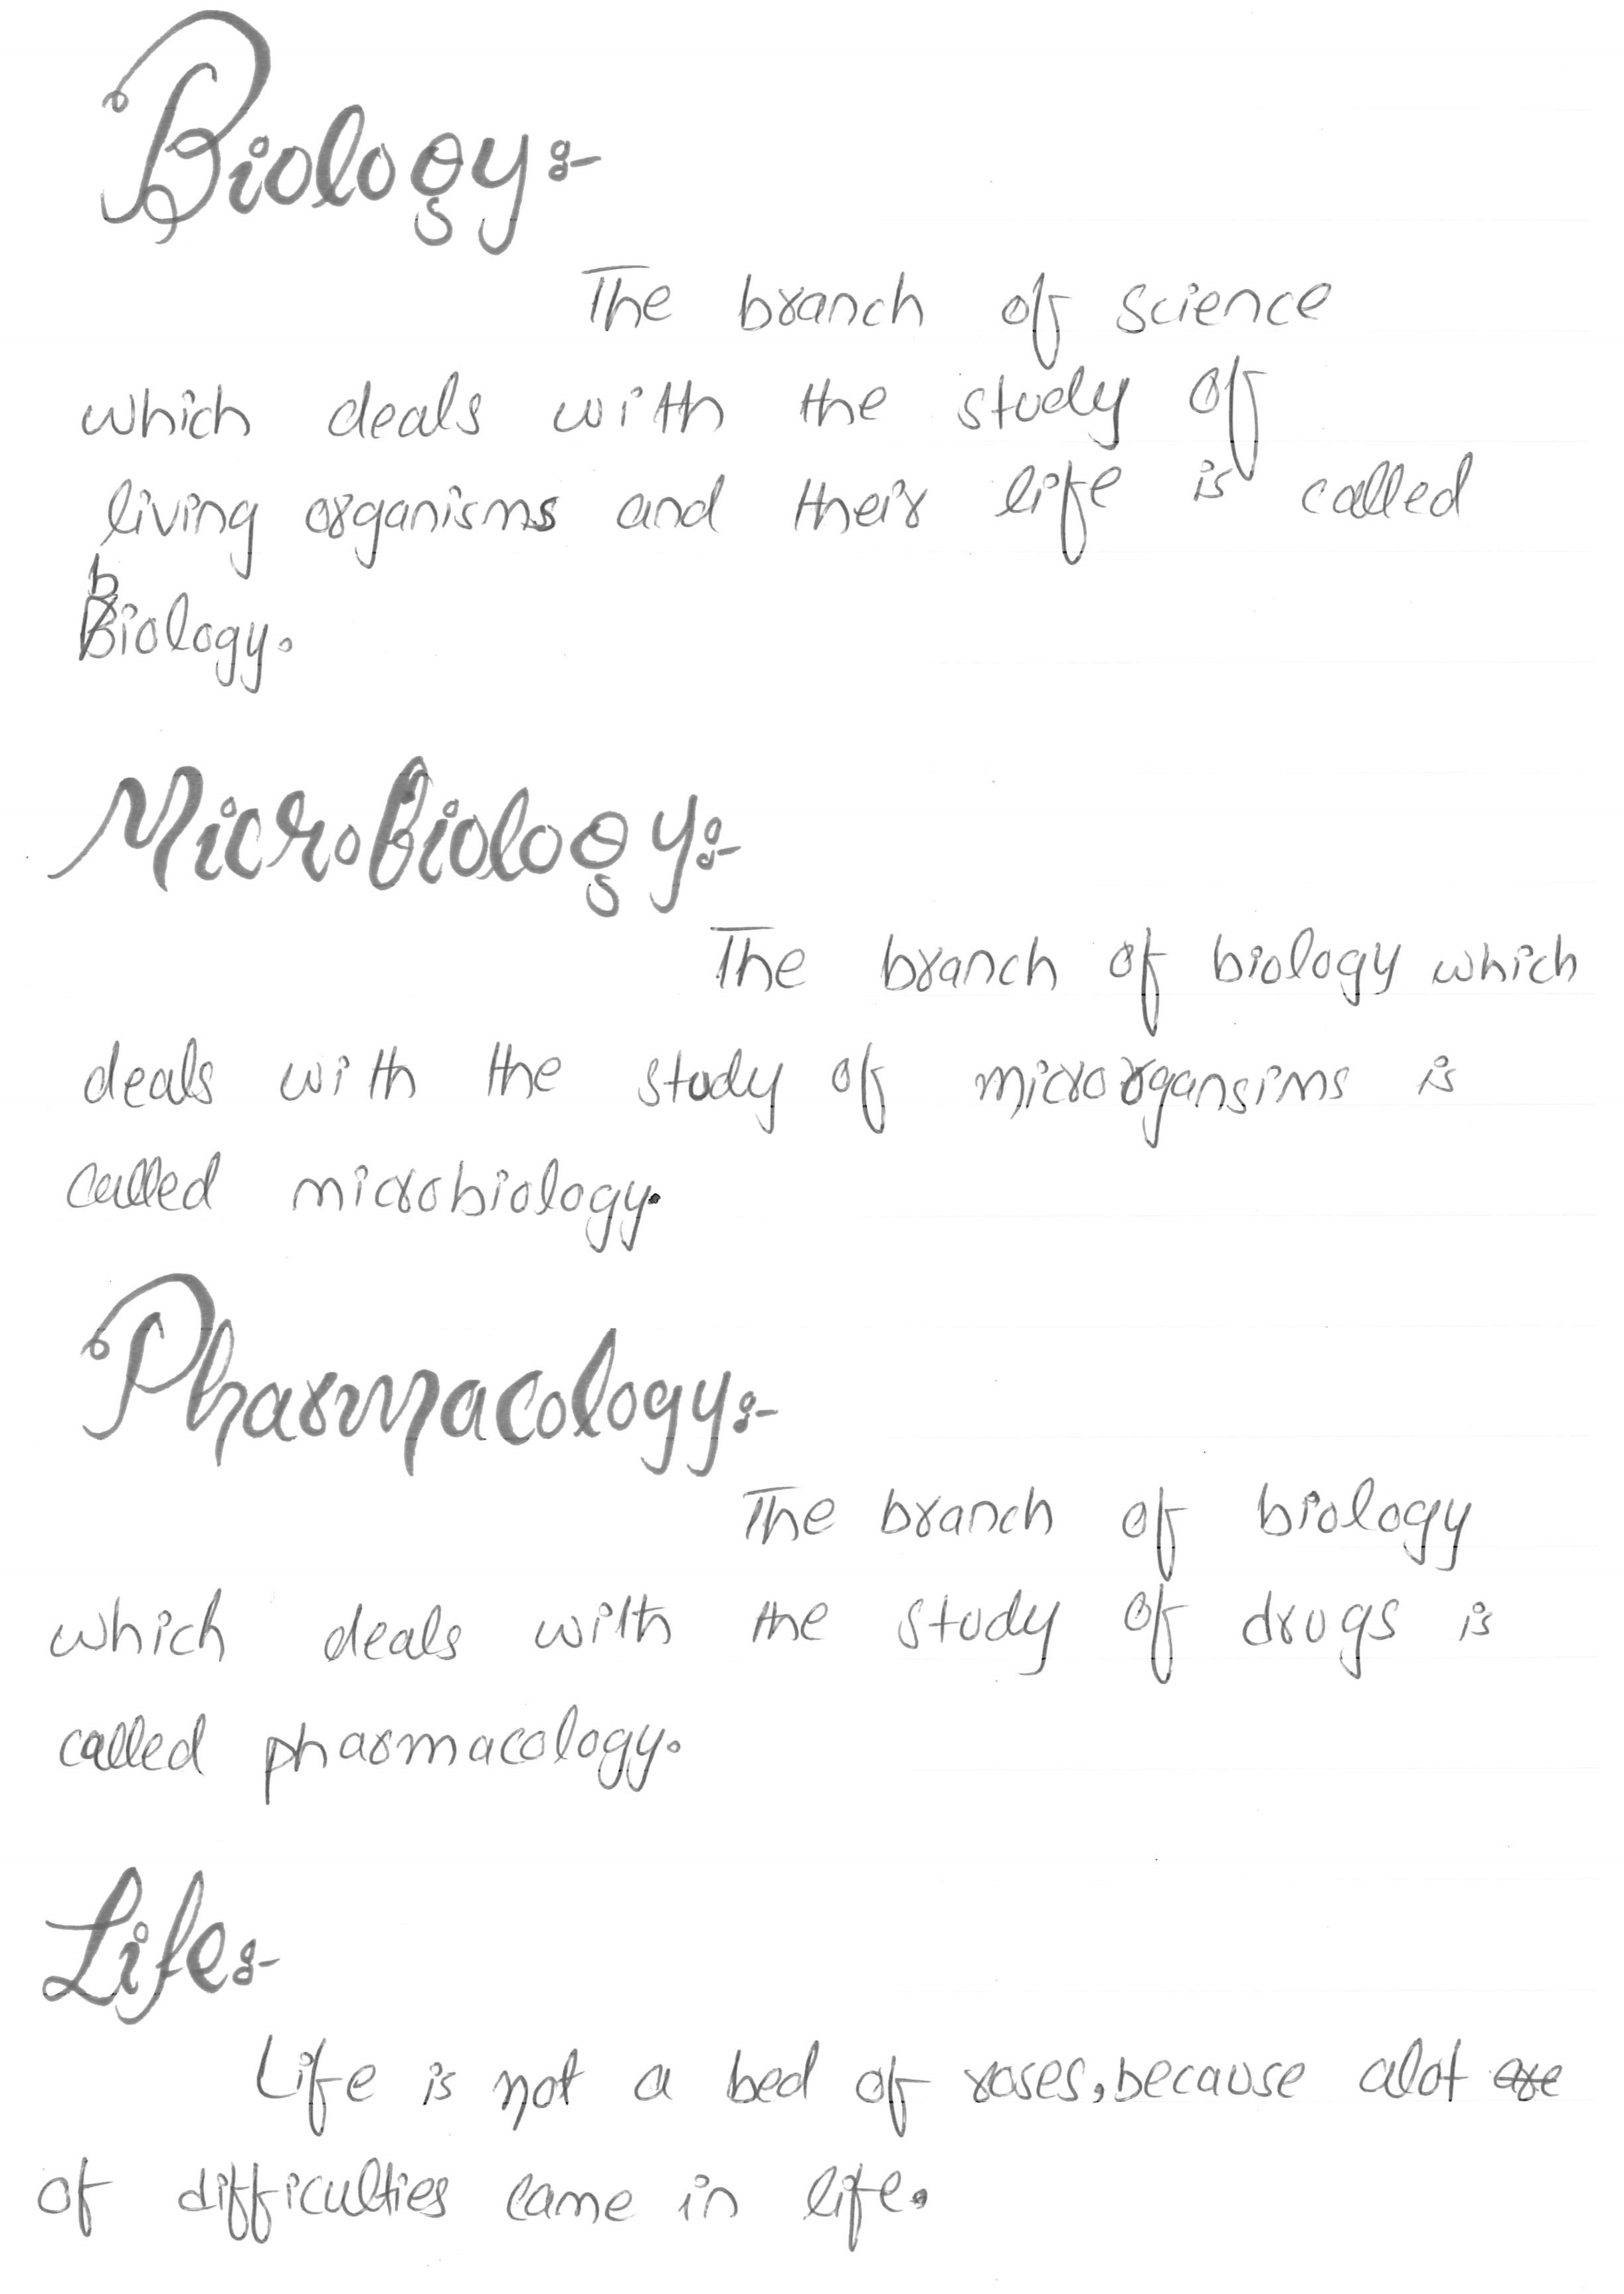 Biology:-
The branch of science
which deals with the study of
living organisms and their life is called
biology.
Microbiology:-
The branch of biology which
deals with the study of microorgansims is
called microbiology.
Pharmacology:-
The branch of biology
which deals with the study of drugs is
called pharmacology.
Life:-
Life is not a bed of roses, because alot are
of difficulties came in life.